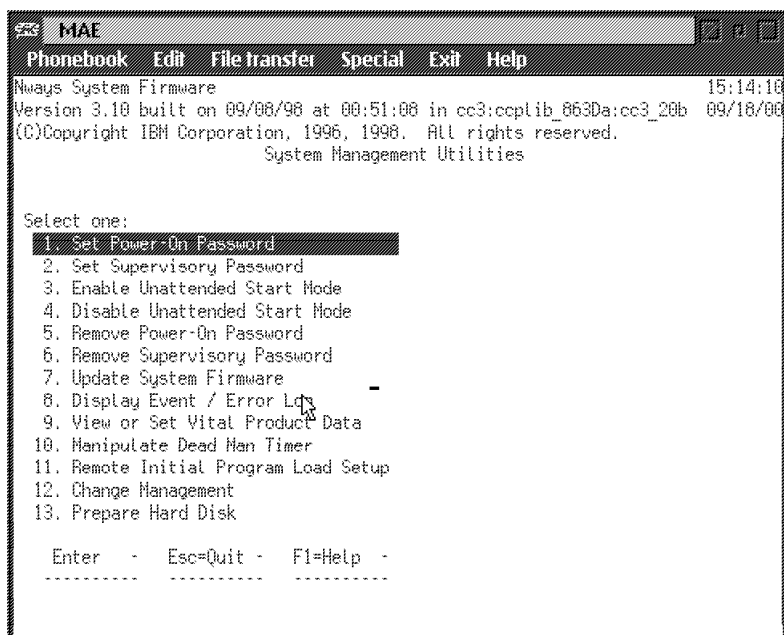 MAE
Phonebook Edit File transfer Special Exit Help
Nways System Firmware 15:14:10
Version 3.10 built on 09/08/98 at 00:51:08 in cc3:ccplib_863Da:cc3_20b 09/18/00
(C)Copyright IBM Corporation, 1996, 1998. All rights reserved.
System Management Utilities
Select one:
1. Set Power-On Password
2. Set Supervisory Password
3. Enable Unattended Start Mode
4. Disable Unattended Start Mode
5. Remove Power-On Password
6. Remove Supervisory Password
7. Update System Firmware
8. Display Event / Error Log
9. View or Set Vital Product Data
10. Manipulate Dead Man Timer
11. Remote Initial Program Load Setup
12. Change Management
13. Prepare Hard Disk
Enter - Esc=Quit - F1=Help -
---------- ---------- ----------